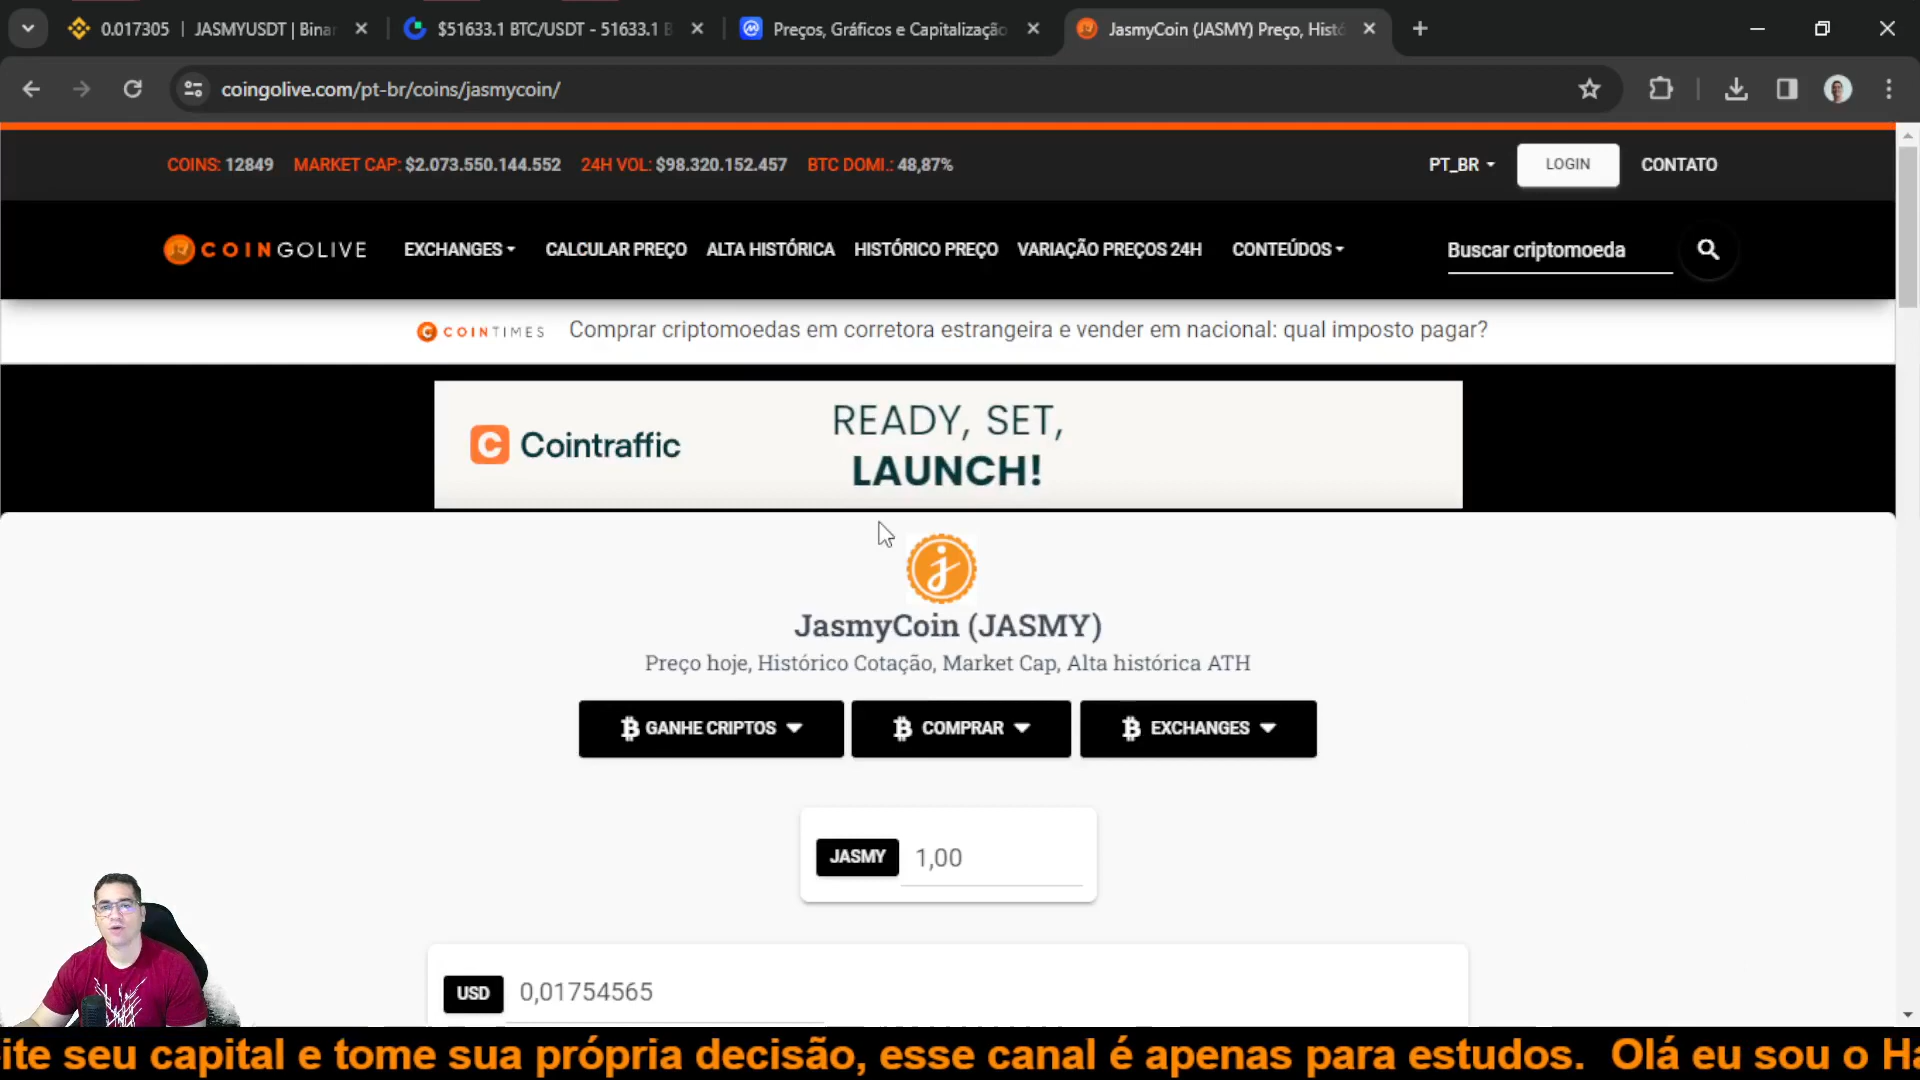 0.017305 | JASMYUSDT | Binan
$51633.1 BTC/USDT - 51633.1 B
Preços, Gráficos e Capitalização
JasmyCoin (JASMY) Preço, Histó
coingolive.com/pt-br/coins/jasmycoin/
COINS: 12849 MARKET CAP: $2.073.550.144.552 24H VOL: $98.320.152.457 BTC DOMI.: 48,87%
PT_BR LOGIN CONTATO
COINGOLIVE EXCHANGES CALCULAR PREÇO ALTA HISTÓRICA HISTÓRICO PREÇO VARIAÇÃO PREÇOS 24H CONTEÚDOS Buscar criptomoeda
COINTIMES Comprar criptomoedas em corretora estrangeira e vender em nacional: qual imposto pagar?
Cointraffic
READY, SET,
LAUNCH!
JasmyCoin (JASMY)
Preço hoje, Histórico Cotação, Market Cap, Alta histórica ATH
GANHE CRIPTOS COMPRAR EXCHANGES
JASMY 1,00
USD 0,01754565
ite seu capital e tome sua própria decisão, esse canal é apenas para estudos. Olá eu sou o Ha